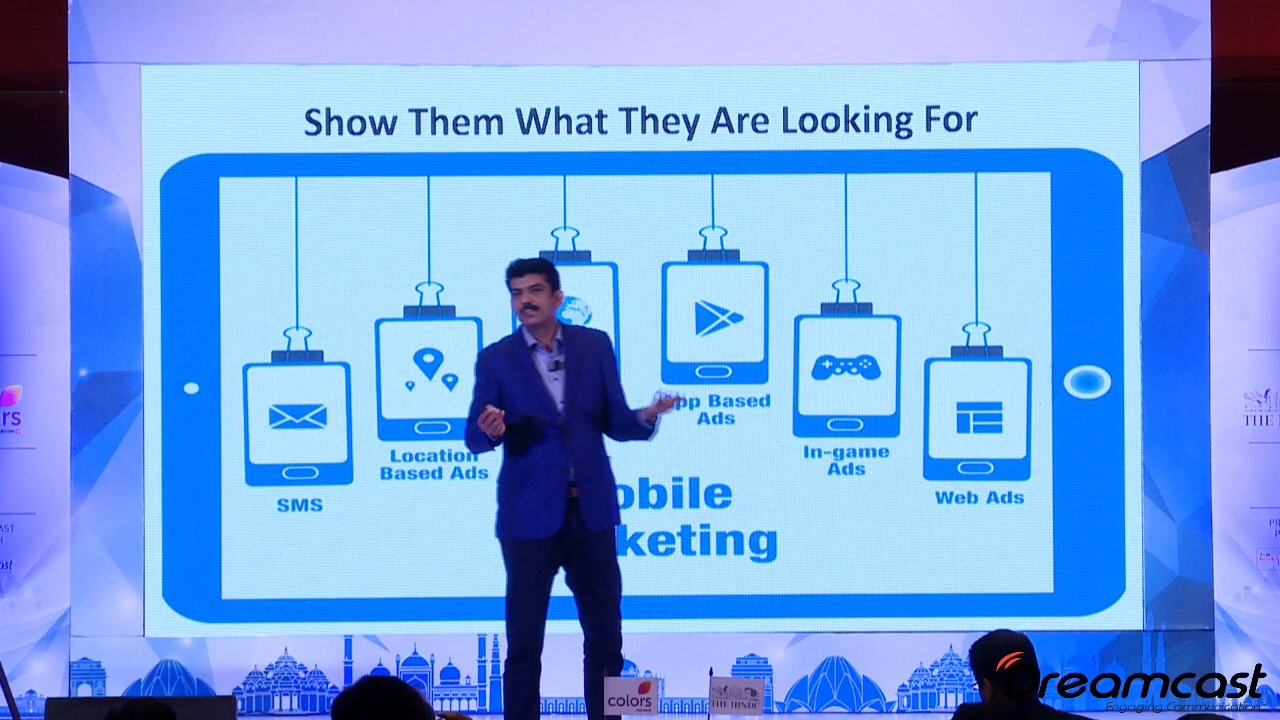 Show Them What They Are Looking For
App Based
Ads
Location
Based Ads
In-game
Ads
SMS
Web Ads
obile
keting
colors
THE HINDU
Dreamcast
Engaging Communication